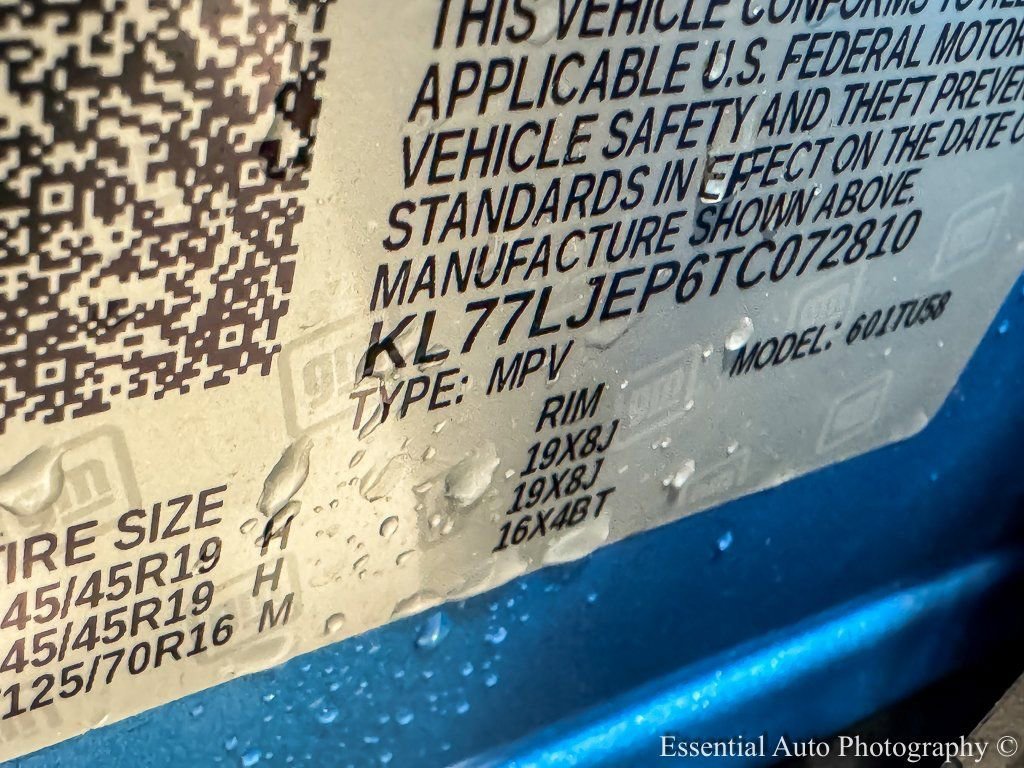 THIS VEHICLE CONFORMS TO ALL
APPLICABLE U.S. FEDERAL MOTOR
VEHICLE SAFETY AND THEFT PREVEN
STANDARDS IN EFFECT ON THE DATE O
MANUFACTURE SHOWN ABOVE.
KL77LJEP6TC072810
TYPE: MPV MODEL: 601TU58
TIRE SIZE RIM
45/45R19 H 19X8J
45/45R19 H 19X8J
T125/70R16 M 16X4BT
gm
Essential Auto Photography ©